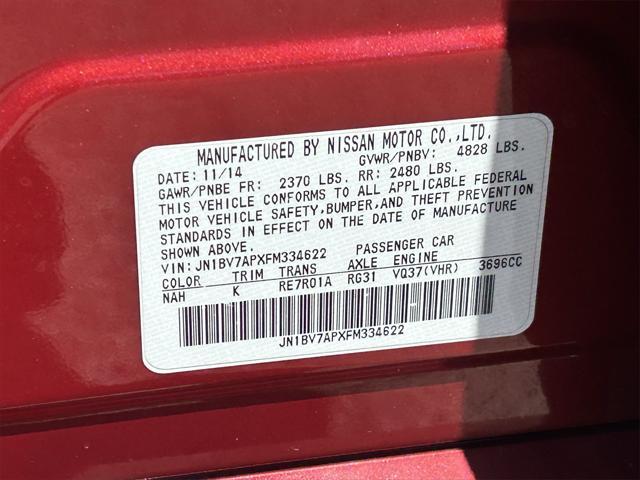 MANUFACTURED BY NISSAN MOTOR CO.,LTD.
DATE: 11/14 GVWR/PNBV: 4828 LBS.
GAWR/PNBE FR: 2370 LBS. RR: 2480 LBS.
THIS VEHICLE CONFORMS TO ALL APPLICABLE FEDERAL
MOTOR VEHICLE SAFETY,BUMPER,AND THEFT PREVENTION
STANDARDS IN EFFECT ON THE DATE OF MANUFACTURE
SHOWN ABOVE.
VIN: JN1BV7APXFM334622 PASSENGER CAR
COLOR TRIM TRANS AXLE ENGINE
NAH K RE7R01A RG31 VQ37(VHR) 3696CC
JN1BV7APXFM334622